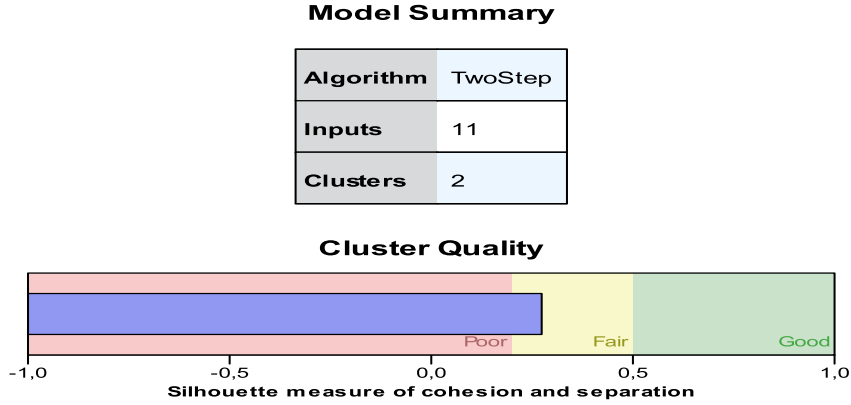 Model Summary
Algorithm TwoStep
Inputs 11
Clusters 2
Cluster Quality
Poor Fair Good
-1,0 -0,5 0,0 0,5 1,0
Silhouette measure of cohesion and separation